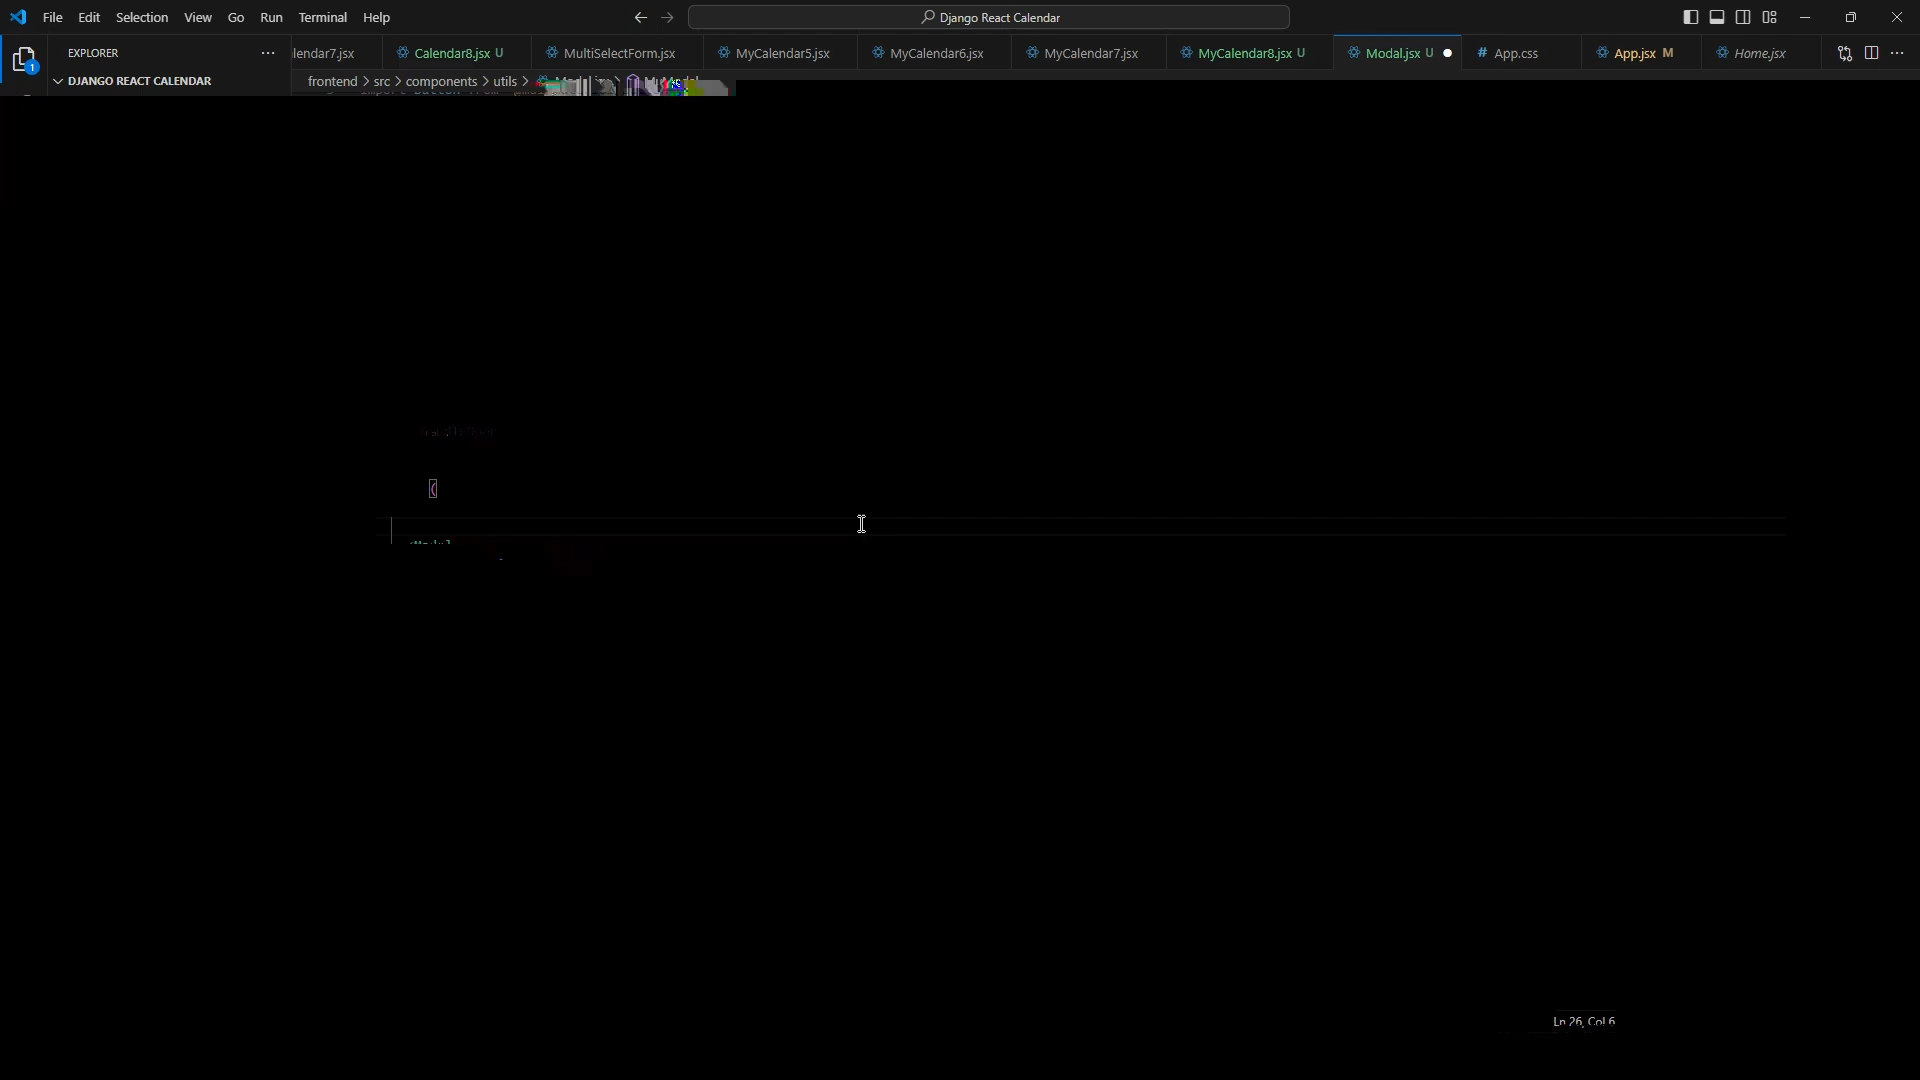 File Edit Selection View Go Run Terminal Help
Django React Calendar
EXPLORER
lendar7.jsx
Calendar8.jsx U
MultiSelectForm.jsx
MyCalendar5.jsx
MyCalendar6.jsx
MyCalendar7.jsx
MyCalendar8.jsx U
Modal.jsx U
# App.css
App.jsx M
Home.jsx
1
DJANGO REACT CALENDAR
frontend > src > components > utils >
(
Ln 26, Col 6